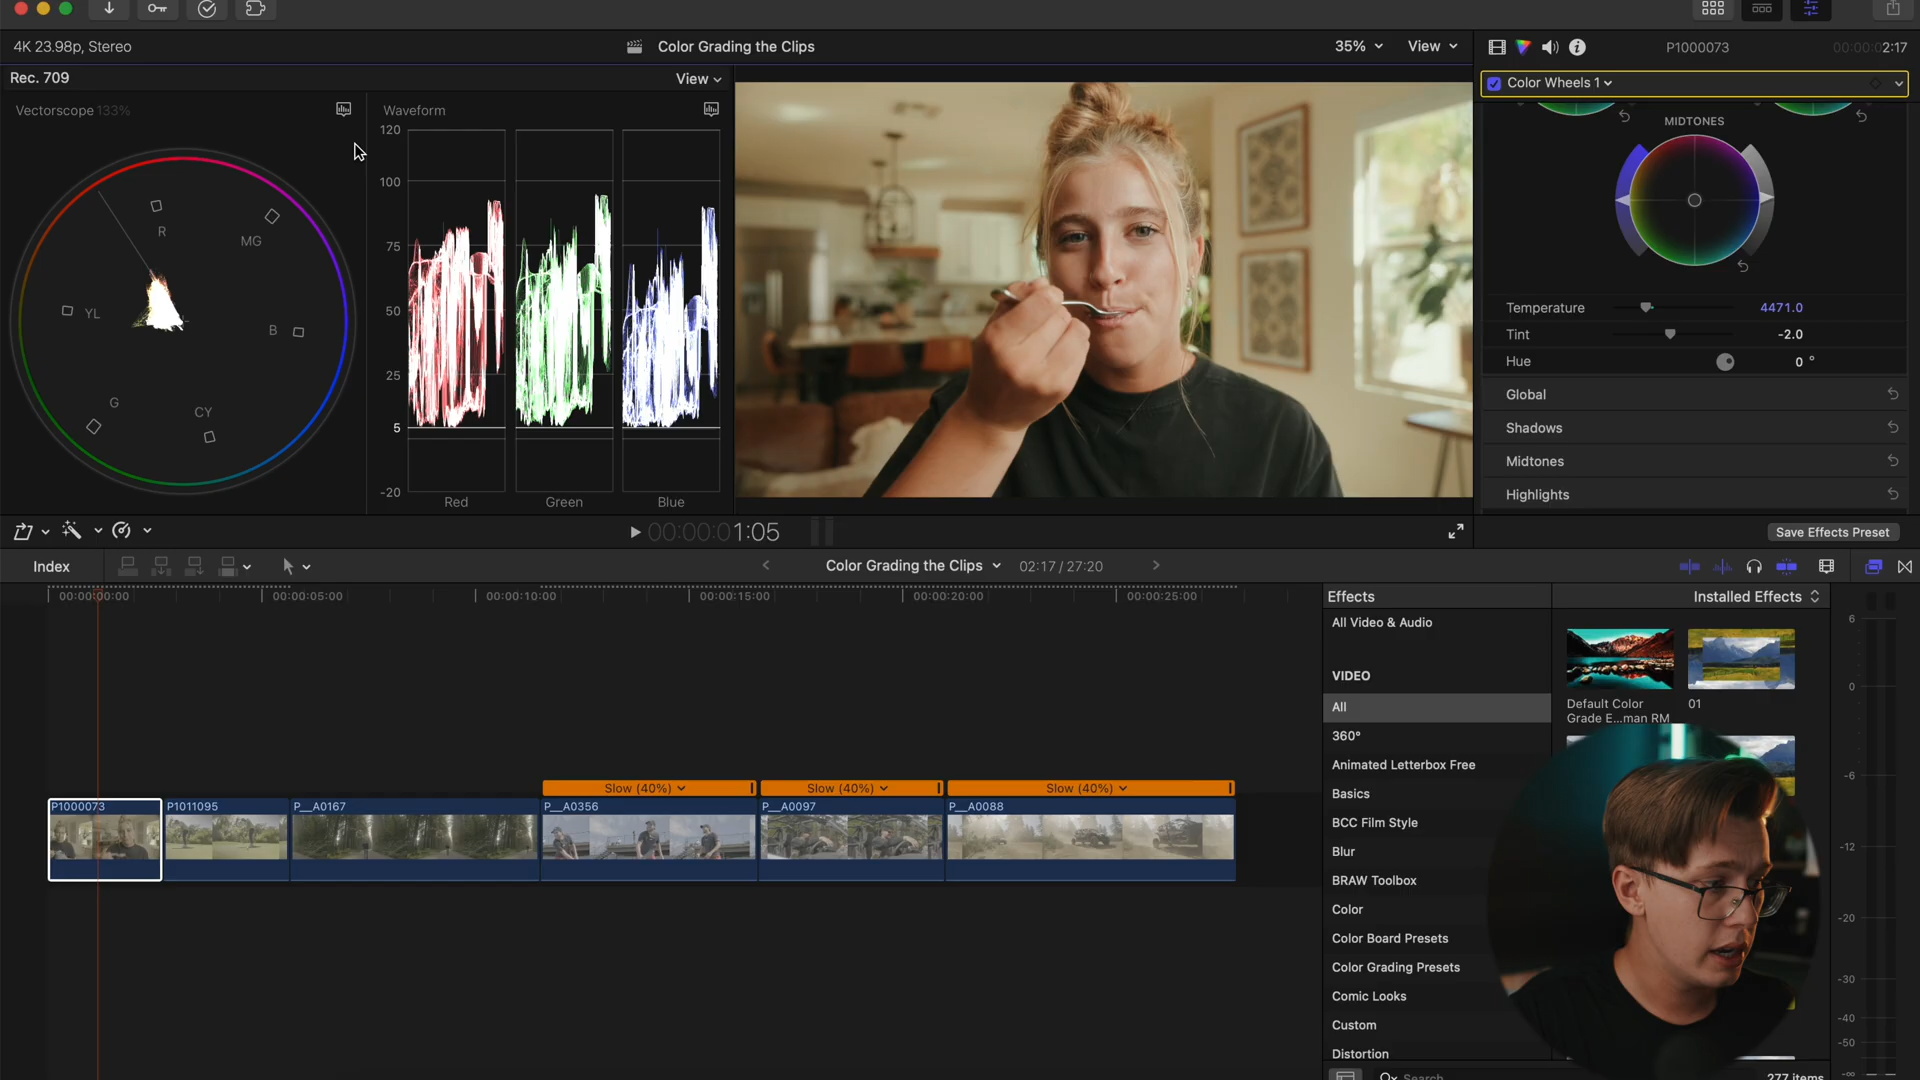 4K 23.98p, Stereo
Color Grading the Clips
35%
View
P1000073
00:00:02:17
Rec. 709
View
Color Wheels 1
Vectorscope 133%
Waveform
R
MG
YL
B
G
CY
120
100
75
50
25
5
-20
Red
Green
Blue
MIDTONES
Temperature
4471.0
Tint
-2.0
Hue
0 °
Global
Shadows
Midtones
Highlights
00:00:01:05
Save Effects Preset
Index
Color Grading the Clips
02:17 / 27:20
00:00:00:00
00:00:05:00
00:00:10:00
00:00:15:00
00:00:20:00
00:00:25:00
Slow (40%)
Slow (40%)
Slow (40%)
P1000073
P1011095
P__A0167
P__A0356
P__A0097
P__A0088
Effects
Installed Effects
All Video & Audio
VIDEO
All
360°
Animated Letterbox Free
Basics
BCC Film Style
Blur
BRAW Toolbox
Color
Color Board Presets
Color Grading Presets
Comic Looks
Custom
Distortion
Default Color
Grade E...man RM
01
Search
277 items
6
0
-6
-12
-20
-30
-40
-50
-∞